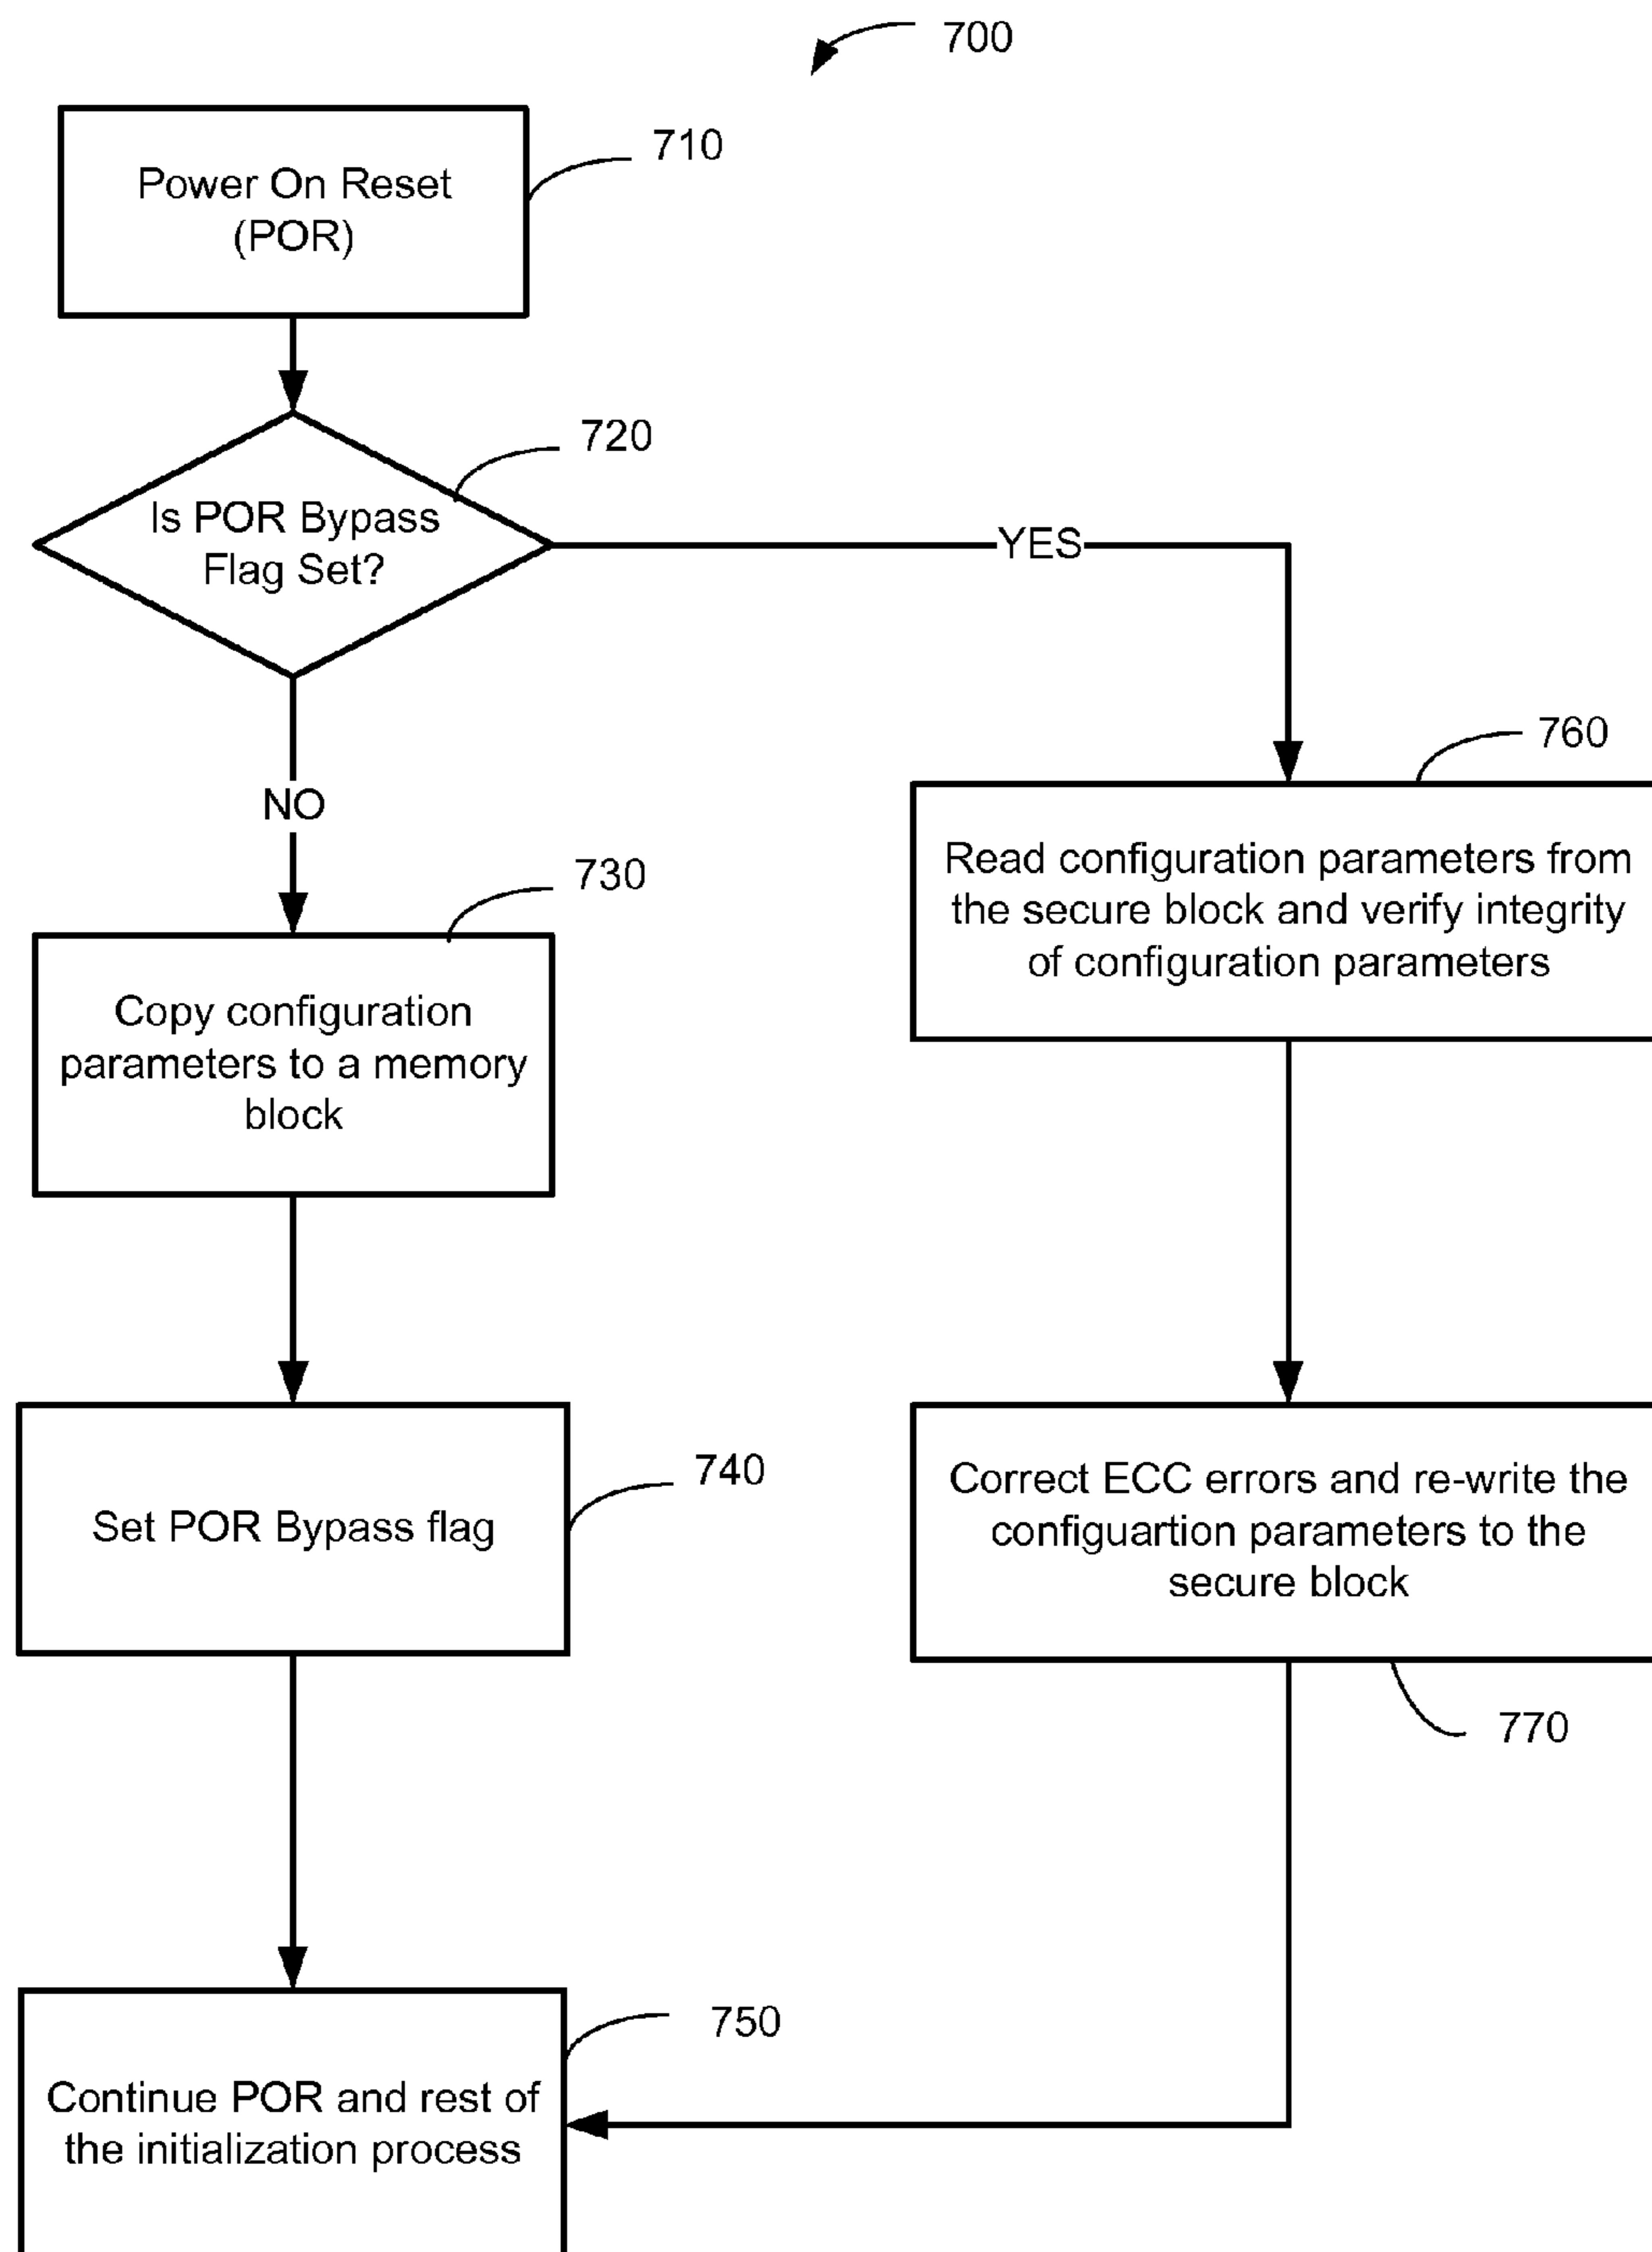 700
710
Power On Reset
(POR)
720
Is POR Bypass
Flag Set?
YES
NO
760
Read configuration parameters from
the secure block and verify integrity
of configuration parameters
730
Copy configuration
parameters to a memory
block
740
Set POR Bypass flag
Correct ECC errors and re-write the
configuartion parameters to the
secure block
770
750
Continue POR and rest of
the initialization process